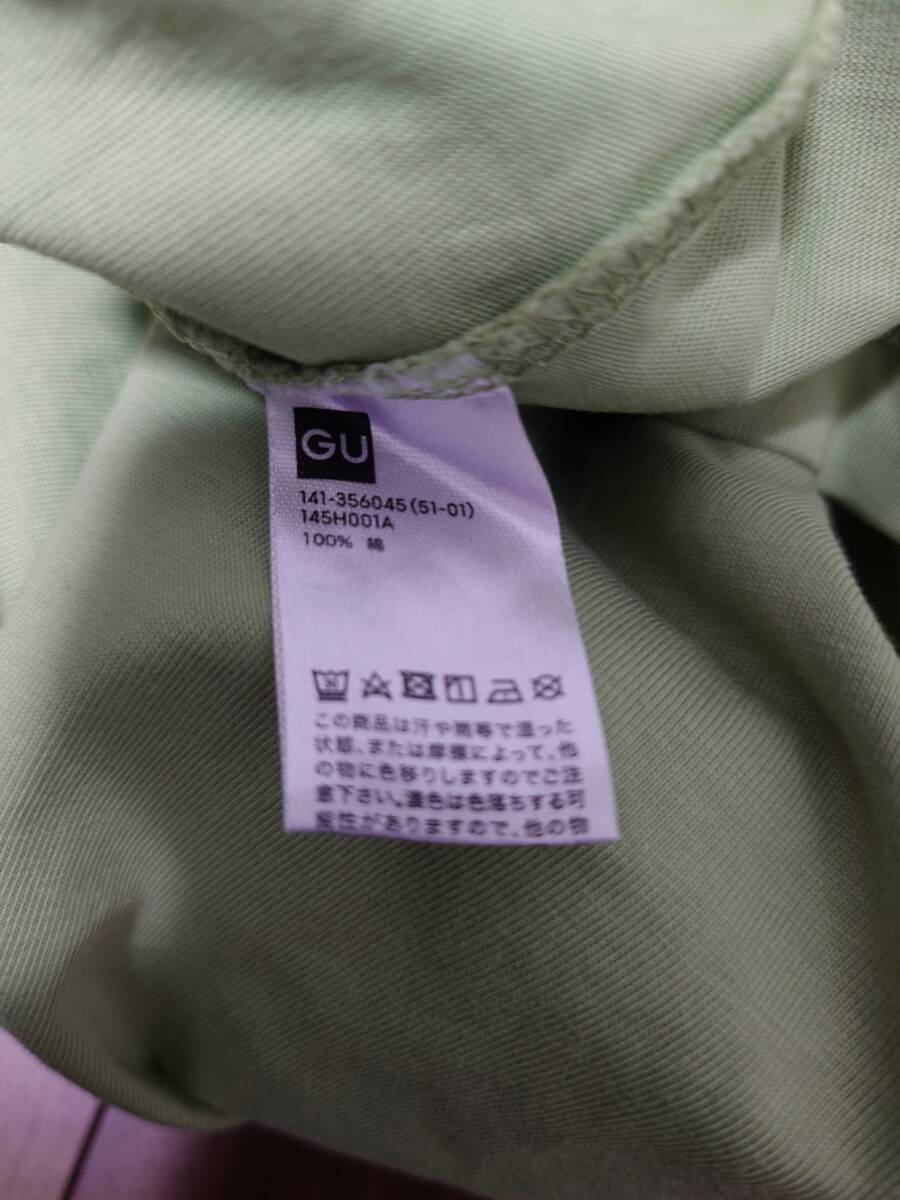 GU
141-356045 (51-01)
145H001A
100% 綿
この商品は汗や雨等で湿った
状態、または摩擦によって、他
の物に色移りしますのでご注
意下さい。濃色は色落ちする可
能性がありますので、他の物